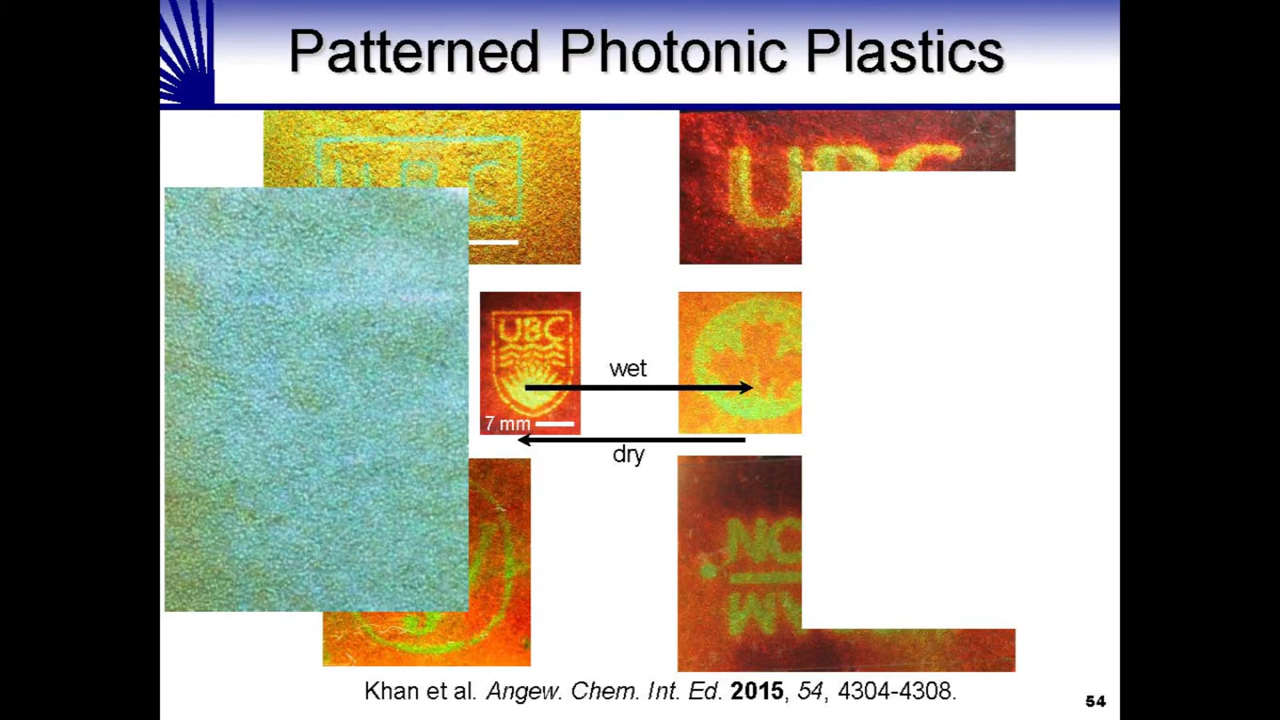 Patterned Photonic Plastics
UBC
UBC
UBC
wet
7 mm
dry
Khan et al. Angew. Chem. Int. Ed. 2015, 54, 4304-4308.
54